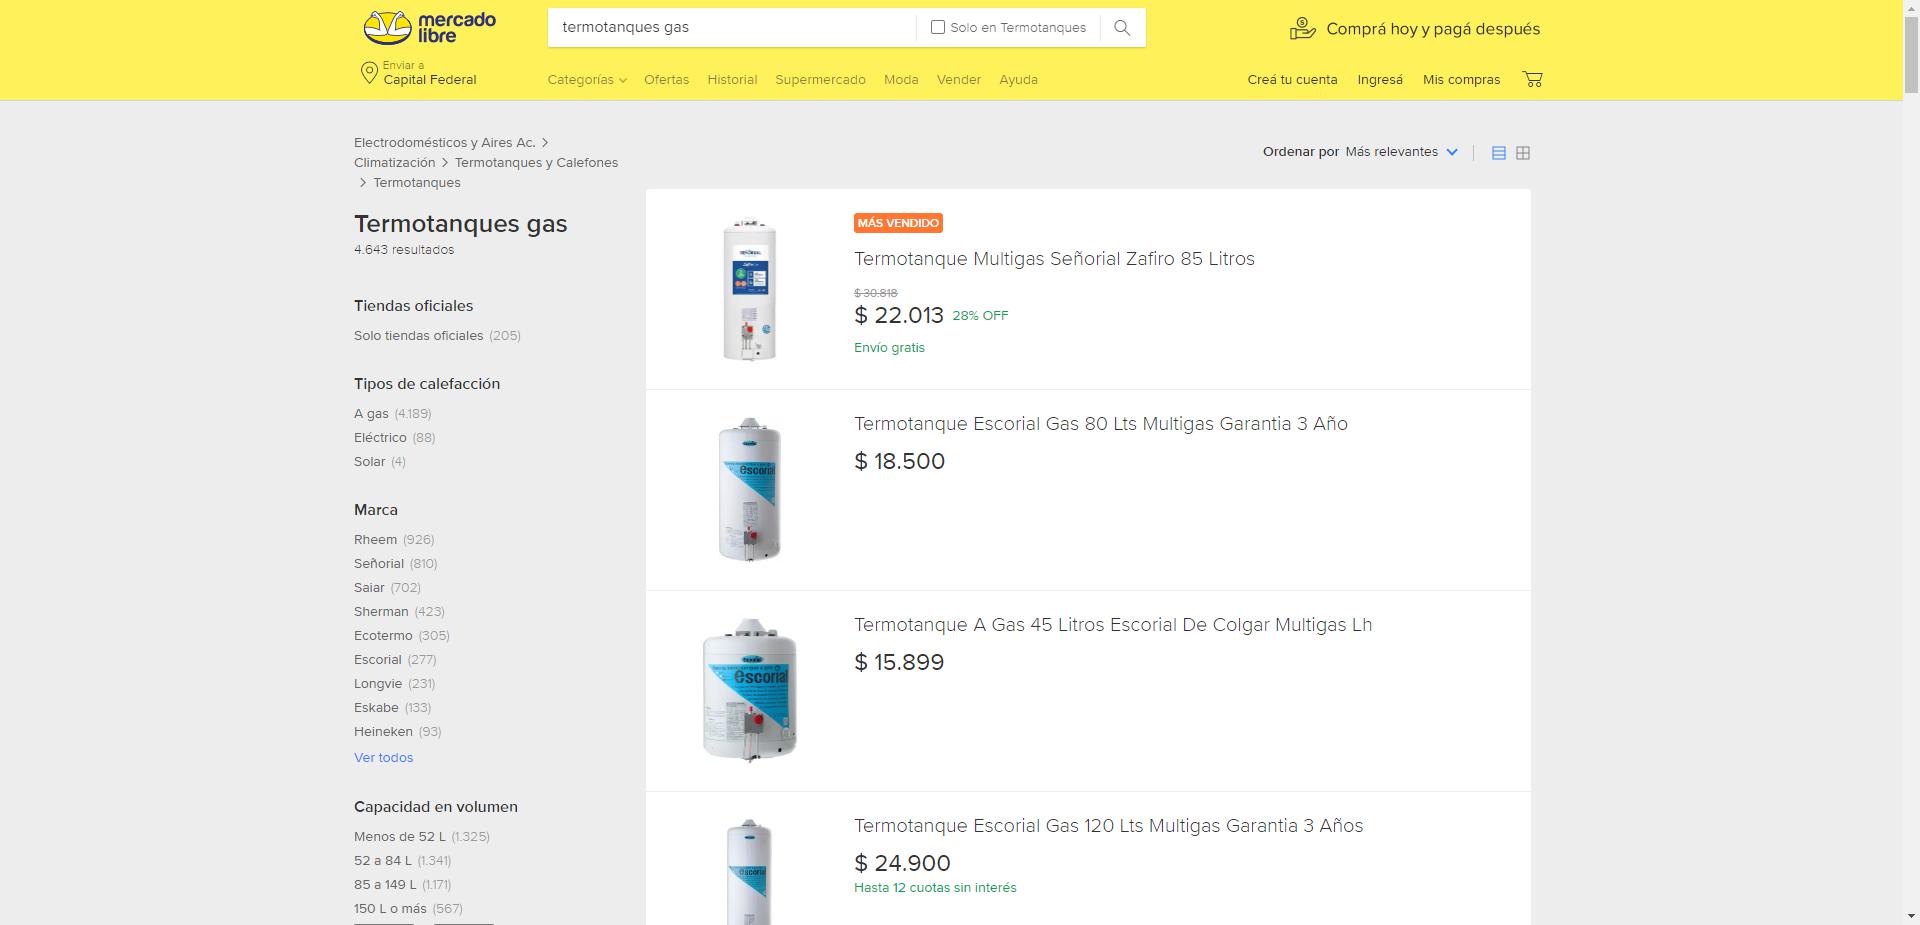 mercado
libre
termotanques gas
Solo en Termotanques
Comprá hoy y pagá después
Enviar a
Capital Federal
Categorías
Ofertas
Historial
Supermercado
Moda
Vender
Ayuda
Creá tu cuenta
Ingresá
Mis compras
Electrodomésticos y Aires Ac. >
Climatización > Termotanques y Calefones
> Termotanques
Ordenar por Más relevantes
Termotanques gas
4.643 resultados
Tiendas oficiales
Solo tiendas oficiales (205)
Tipos de calefacción
A gas (4.189)
Eléctrico (88)
Solar (4)
Marca
Rheem (926)
Señorial (810)
Saiar (702)
Sherman (423)
Ecotermo (305)
Escorial (277)
Longvie (231)
Eskabe (133)
Heineken (93)
Ver todos
Capacidad en volumen
Menos de 52 L (1.325)
52 a 84 L (1.341)
85 a 149 L (1.171)
150 L o más (567)
MÁS VENDIDO
Termotanque Multigas Señorial Zafiro 85 Litros
$ 30.818
$ 22.013 28% OFF
Envío gratis
escorial
Termotanque Escorial Gas 80 Lts Multigas Garantia 3 Año
$ 18.500
escorial
Termotanque A Gas 45 Litros Escorial De Colgar Multigas Lh
$ 15.899
escorial
Termotanque Escorial Gas 120 Lts Multigas Garantia 3 Años
$ 24.900
Hasta 12 cuotas sin interés